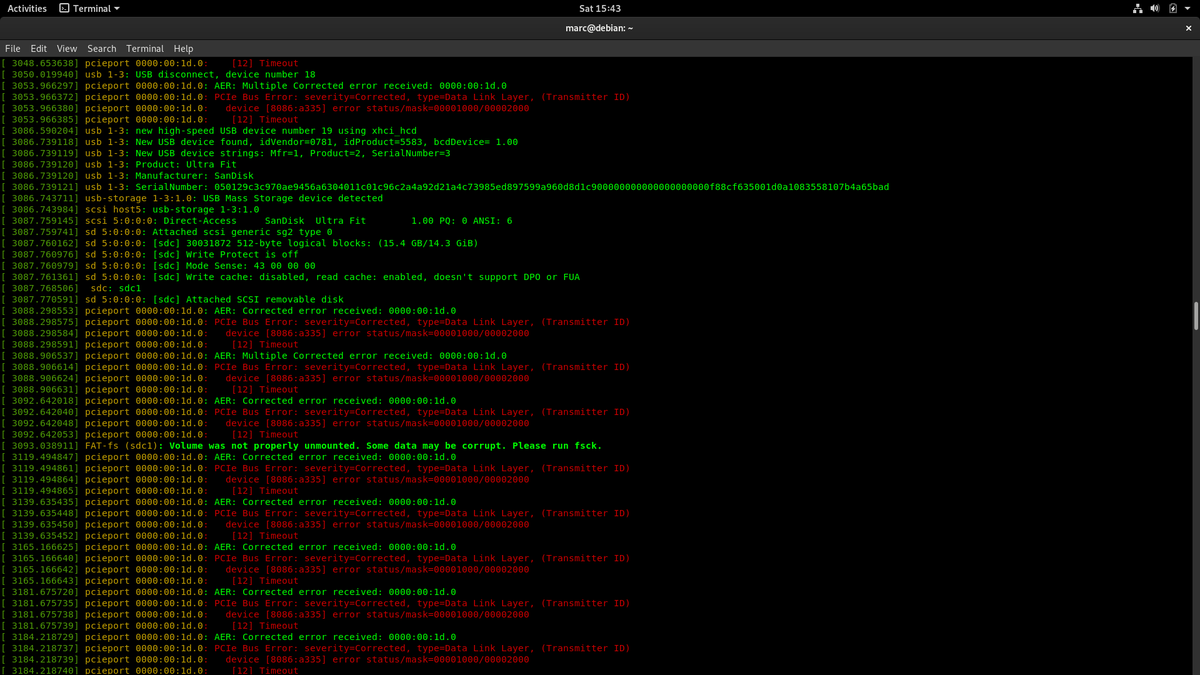 Activities Terminal Sat 15:43
marc@debian: ~ ×
File Edit View Search Terminal Help
[ 3048.653638] pcieport 0000:00:1d.0:    [12] Timeout
[ 3050.019940] usb 1-3: USB disconnect, device number 18
[ 3053.966297] pcieport 0000:00:1d.0: AER: Multiple Corrected error received: 0000:00:1d.0
[ 3053.966372] pcieport 0000:00:1d.0: PCIe Bus Error: severity=Corrected, type=Data Link Layer, (Transmitter ID)
[ 3053.966380] pcieport 0000:00:1d.0:   device [8086:a335] error status/mask=00001000/00002000
[ 3053.966385] pcieport 0000:00:1d.0:    [12] Timeout
[ 3086.590204] usb 1-3: new high-speed USB device number 19 using xhci_hcd
[ 3086.739118] usb 1-3: New USB device found, idVendor=0781, idProduct=5583, bcdDevice= 1.00
[ 3086.739119] usb 1-3: New USB device strings: Mfr=1, Product=2, SerialNumber=3
[ 3086.739120] usb 1-3: Product: Ultra Fit
[ 3086.739120] usb 1-3: Manufacturer: SanDisk
[ 3086.739121] usb 1-3: SerialNumber: 050129c3c970ae9456a6304011c01c96c2a4a92d21a4c73985ed897599a960d8d1c900000000000000000000f88cf635001d0a1083558107b4a65bad
[ 3086.743711] usb-storage 1-3:1.0: USB Mass Storage device detected
[ 3086.743984] scsi host5: usb-storage 1-3:1.0
[ 3087.759145] scsi 5:0:0:0: Direct-Access     SanDisk  Ultra Fit        1.00 PQ: 0 ANSI: 6
[ 3087.759741] sd 5:0:0:0: Attached scsi generic sg2 type 0
[ 3087.760162] sd 5:0:0:0: [sdc] 30031872 512-byte logical blocks: (15.4 GB/14.3 GiB)
[ 3087.760976] sd 5:0:0:0: [sdc] Write Protect is off
[ 3087.760979] sd 5:0:0:0: [sdc] Mode Sense: 43 00 00 00
[ 3087.761361] sd 5:0:0:0: [sdc] Write cache: disabled, read cache: enabled, doesn't support DPO or FUA
[ 3087.768506]  sdc: sdc1
[ 3087.770591] sd 5:0:0:0: [sdc] Attached SCSI removable disk
[ 3088.298553] pcieport 0000:00:1d.0: AER: Corrected error received: 0000:00:1d.0
[ 3088.298575] pcieport 0000:00:1d.0: PCIe Bus Error: severity=Corrected, type=Data Link Layer, (Transmitter ID)
[ 3088.298584] pcieport 0000:00:1d.0:   device [8086:a335] error status/mask=00001000/00002000
[ 3088.298591] pcieport 0000:00:1d.0:    [12] Timeout
[ 3088.906537] pcieport 0000:00:1d.0: AER: Multiple Corrected error received: 0000:00:1d.0
[ 3088.906614] pcieport 0000:00:1d.0: PCIe Bus Error: severity=Corrected, type=Data Link Layer, (Transmitter ID)
[ 3088.906624] pcieport 0000:00:1d.0:   device [8086:a335] error status/mask=00001000/00002000
[ 3088.906631] pcieport 0000:00:1d.0:    [12] Timeout
[ 3092.642018] pcieport 0000:00:1d.0: AER: Corrected error received: 0000:00:1d.0
[ 3092.642040] pcieport 0000:00:1d.0: PCIe Bus Error: severity=Corrected, type=Data Link Layer, (Transmitter ID)
[ 3092.642048] pcieport 0000:00:1d.0:   device [8086:a335] error status/mask=00001000/00002000
[ 3092.642053] pcieport 0000:00:1d.0:    [12] Timeout
[ 3093.038911] FAT-fs (sdc1): Volume was not properly unmounted. Some data may be corrupt. Please run fsck.
[ 3119.494847] pcieport 0000:00:1d.0: AER: Corrected error received: 0000:00:1d.0
[ 3119.494861] pcieport 0000:00:1d.0: PCIe Bus Error: severity=Corrected, type=Data Link Layer, (Transmitter ID)
[ 3119.494864] pcieport 0000:00:1d.0:   device [8086:a335] error status/mask=00001000/00002000
[ 3119.494865] pcieport 0000:00:1d.0:    [12] Timeout
[ 3139.635435] pcieport 0000:00:1d.0: AER: Corrected error received: 0000:00:1d.0
[ 3139.635448] pcieport 0000:00:1d.0: PCIe Bus Error: severity=Corrected, type=Data Link Layer, (Transmitter ID)
[ 3139.635450] pcieport 0000:00:1d.0:   device [8086:a335] error status/mask=00001000/00002000
[ 3139.635452] pcieport 0000:00:1d.0:    [12] Timeout
[ 3165.166625] pcieport 0000:00:1d.0: AER: Corrected error received: 0000:00:1d.0
[ 3165.166640] pcieport 0000:00:1d.0: PCIe Bus Error: severity=Corrected, type=Data Link Layer, (Transmitter ID)
[ 3165.166642] pcieport 0000:00:1d.0:   device [8086:a335] error status/mask=00001000/00002000
[ 3165.166643] pcieport 0000:00:1d.0:    [12] Timeout
[ 3181.675720] pcieport 0000:00:1d.0: AER: Corrected error received: 0000:00:1d.0
[ 3181.675735] pcieport 0000:00:1d.0: PCIe Bus Error: severity=Corrected, type=Data Link Layer, (Transmitter ID)
[ 3181.675738] pcieport 0000:00:1d.0:   device [8086:a335] error status/mask=00001000/00002000
[ 3181.675739] pcieport 0000:00:1d.0:    [12] Timeout
[ 3184.218729] pcieport 0000:00:1d.0: AER: Corrected error received: 0000:00:1d.0
[ 3184.218737] pcieport 0000:00:1d.0: PCIe Bus Error: severity=Corrected, type=Data Link Layer, (Transmitter ID)
[ 3184.218739] pcieport 0000:00:1d.0:   device [8086:a335] error status/mask=00001000/00002000
[ 3184.218740] pcieport 0000:00:1d.0:    [12] Timeout